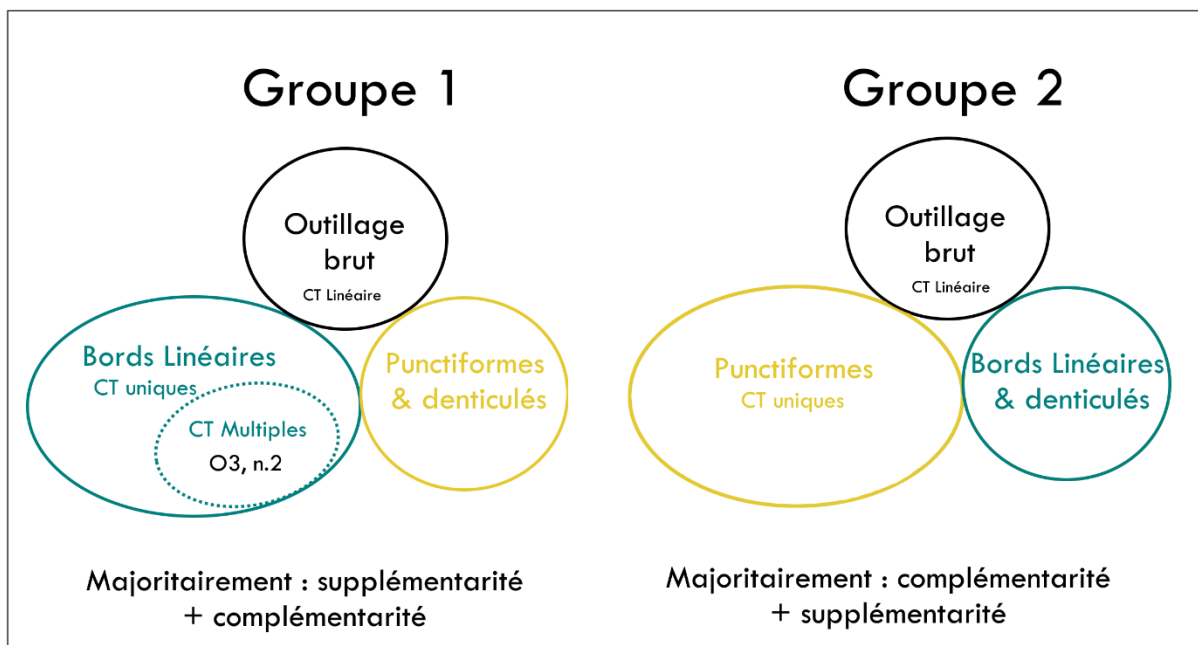 Groupe 1
Outillage
brut
CT Linéaire
Bords Linéaires
CT uniques
CT Multiples
O3, n.2
Punctiformes
& denticulés
Majoritairement : supplémentarité
+ complémentarité
Groupe 2
Outillage
brut
CT Linéaire
Punctiformes
CT uniques
Bords Linéaires
& denticulés
Majoritairement : complémentarité
+ supplémentarité